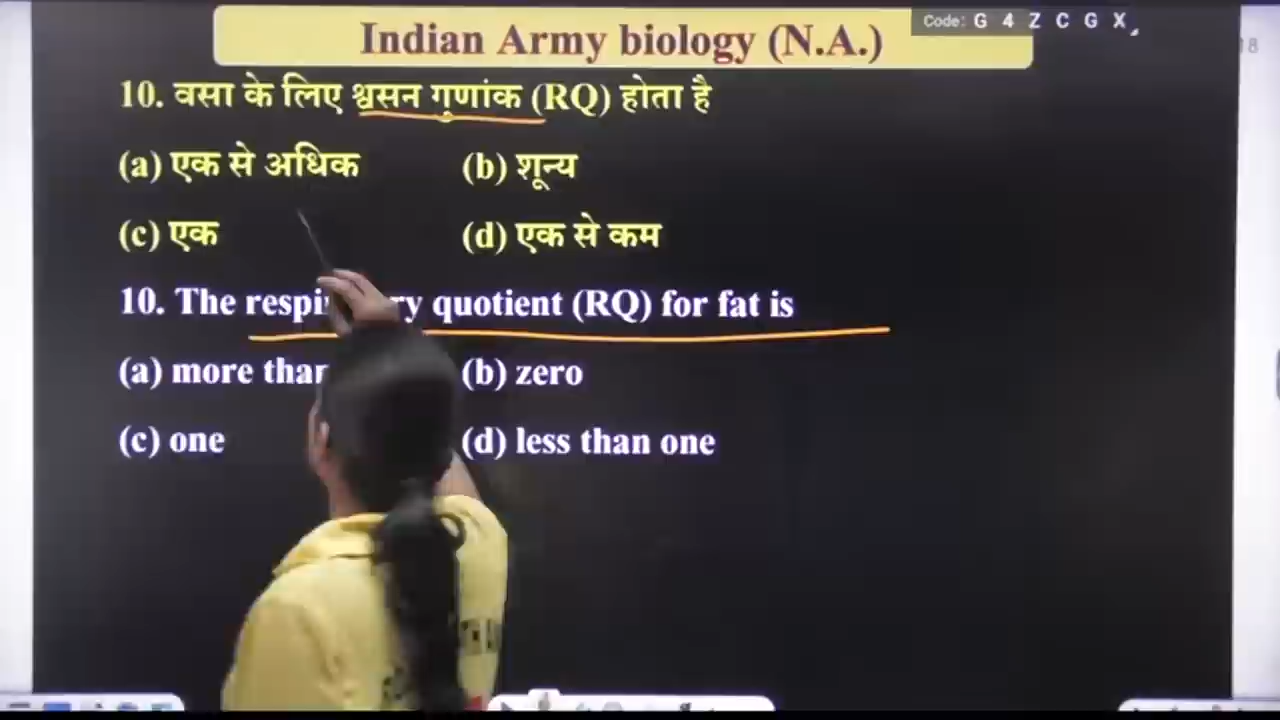 Indian Army biology (N.A.)
Code: G 4 Z C G X
18
10. वसा के लिए श्वसन गुणांक (RQ) होता है
(a) एक से अधिक (b) शून्य
(c) एक (d) एक से कम
10. The quotient (RQ) for fat is
(a) more (b) zero
(c) one (d) less than one